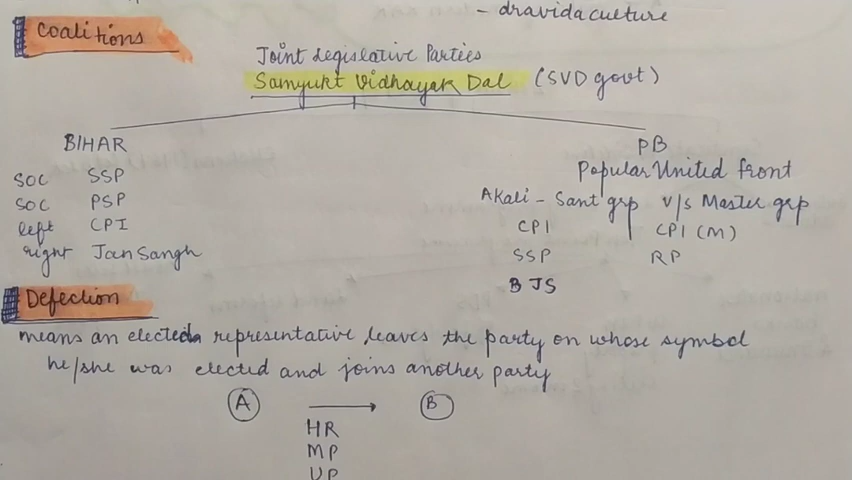 - dravida culture
Coalitions
Joint Legislative Parties
Samyukt Vidhayak Dal (SVD govt)
BIHAR
SOC SSP
SOC PSP
left CPI
right Jan Sangh
PB
Popular United front
Akali - Sant grp v/s Master grp
CPI CPI (M)
SSP RP
BJS
Defection
means an elected representative leaves the party on whose symbol
he/she was elected and joins another party
A → B
HR
MP
UP